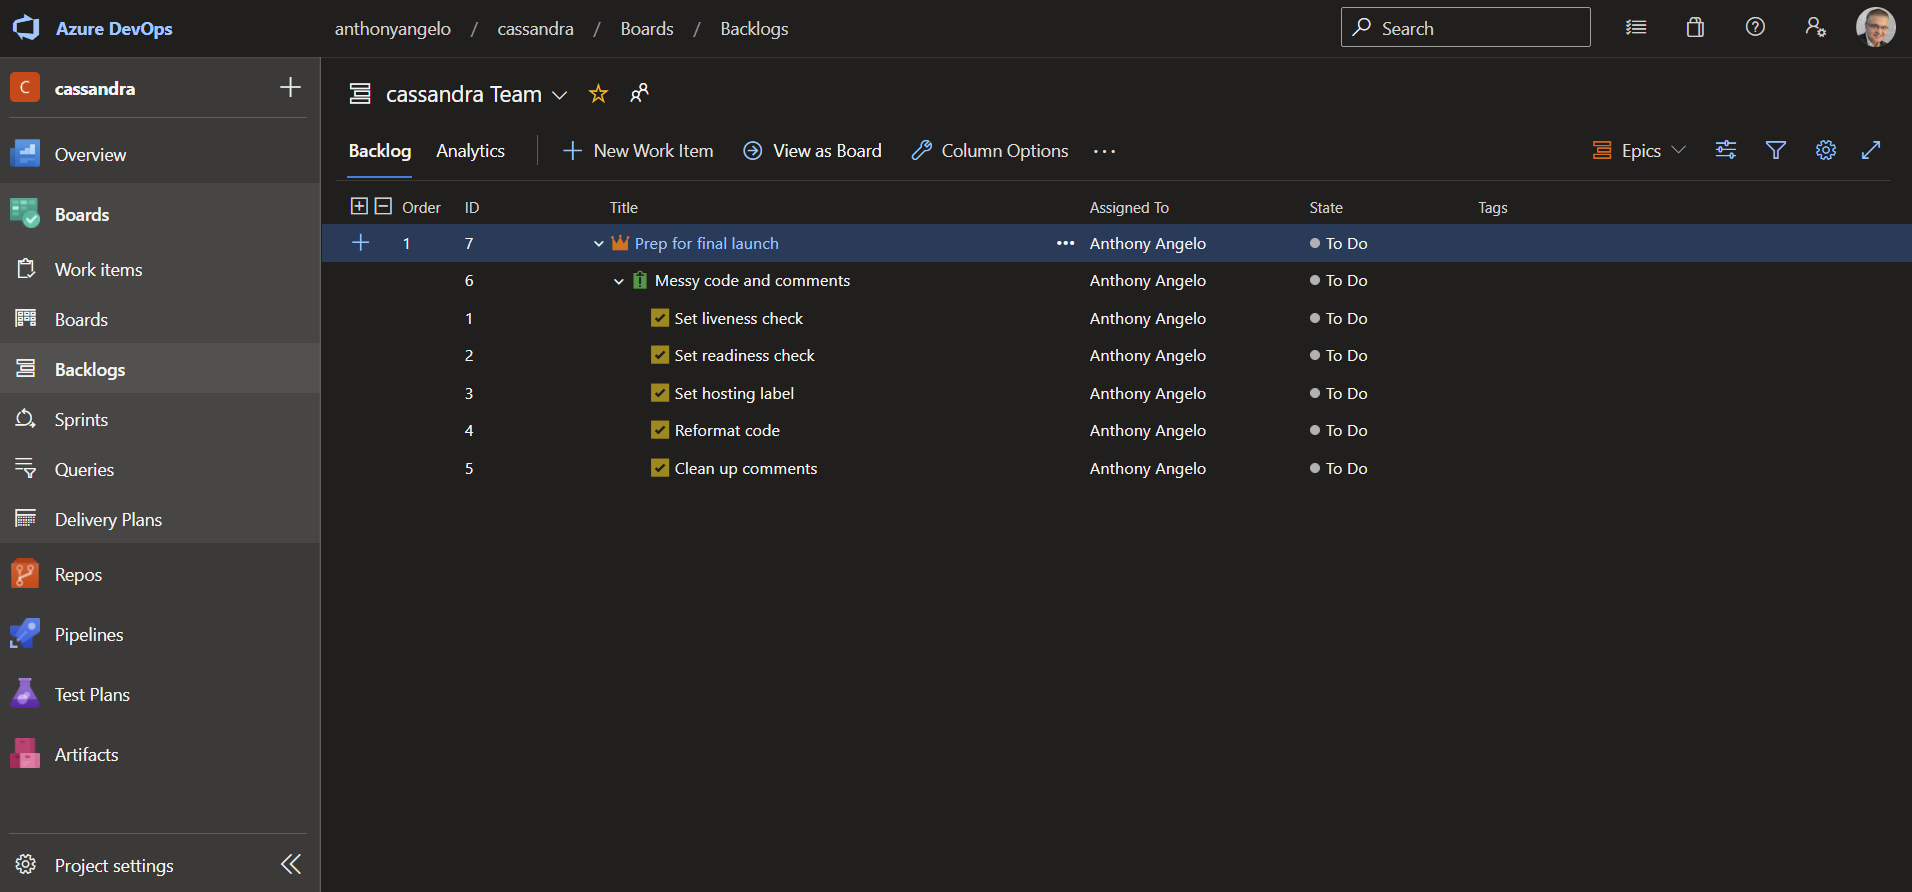 Azure DevOps
anthonyangelo / cassandra / Boards / Backlogs
Search
C cassandra
Overview
Boards
Work items
Boards
Backlogs
Sprints
Queries
Delivery Plans
Repos
Pipelines
Test Plans
Artifacts
Project settings
cassandra Team
Backlog Analytics New Work Item View as Board Column Options Epics
Order ID Title Assigned To State Tags
1 7 Prep for final launch Anthony Angelo To Do
6 Messy code and comments Anthony Angelo To Do
1 Set liveness check Anthony Angelo To Do
2 Set readiness check Anthony Angelo To Do
3 Set hosting label Anthony Angelo To Do
4 Reformat code Anthony Angelo To Do
5 Clean up comments Anthony Angelo To Do